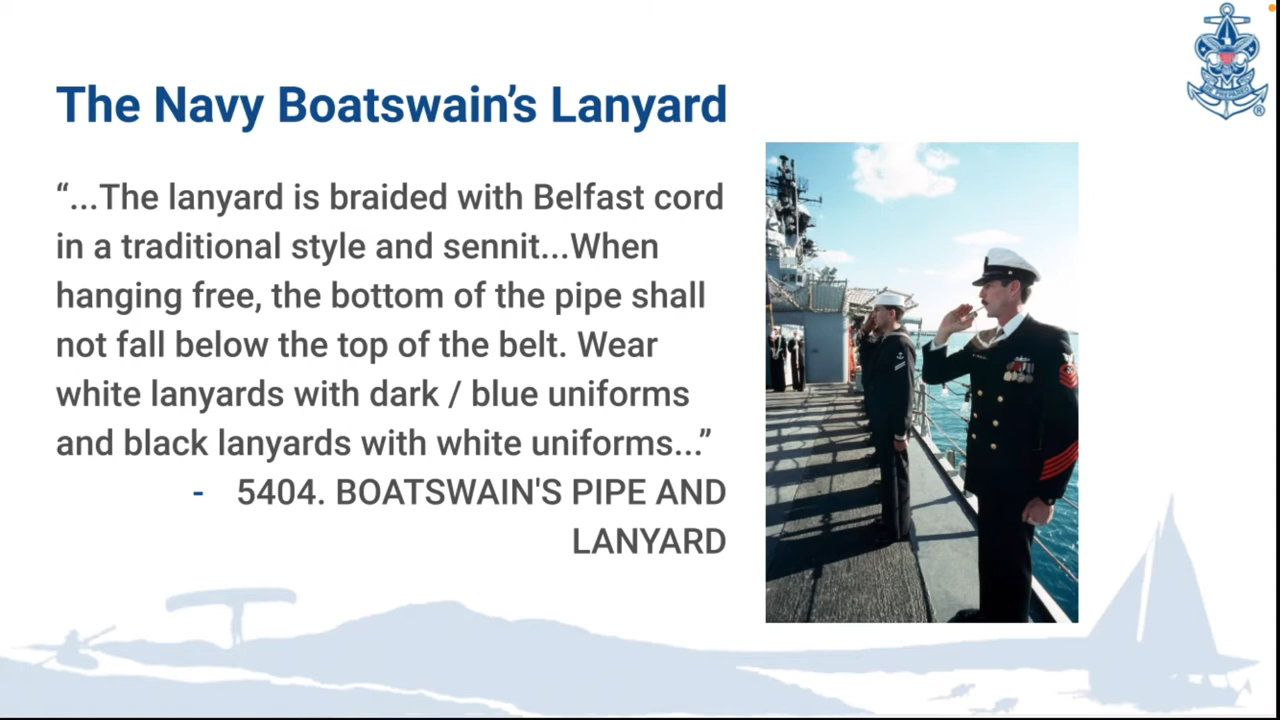 The Navy Boatswain’s Lanyard
“...The lanyard is braided with Belfast cord
in a traditional style and sennit...When
hanging free, the bottom of the pipe shall
not fall below the top of the belt. Wear
white lanyards with dark / blue uniforms
and black lanyards with white uniforms...”
- 5404. BOATSWAIN'S PIPE AND
LANYARD
BE PREPARED
®